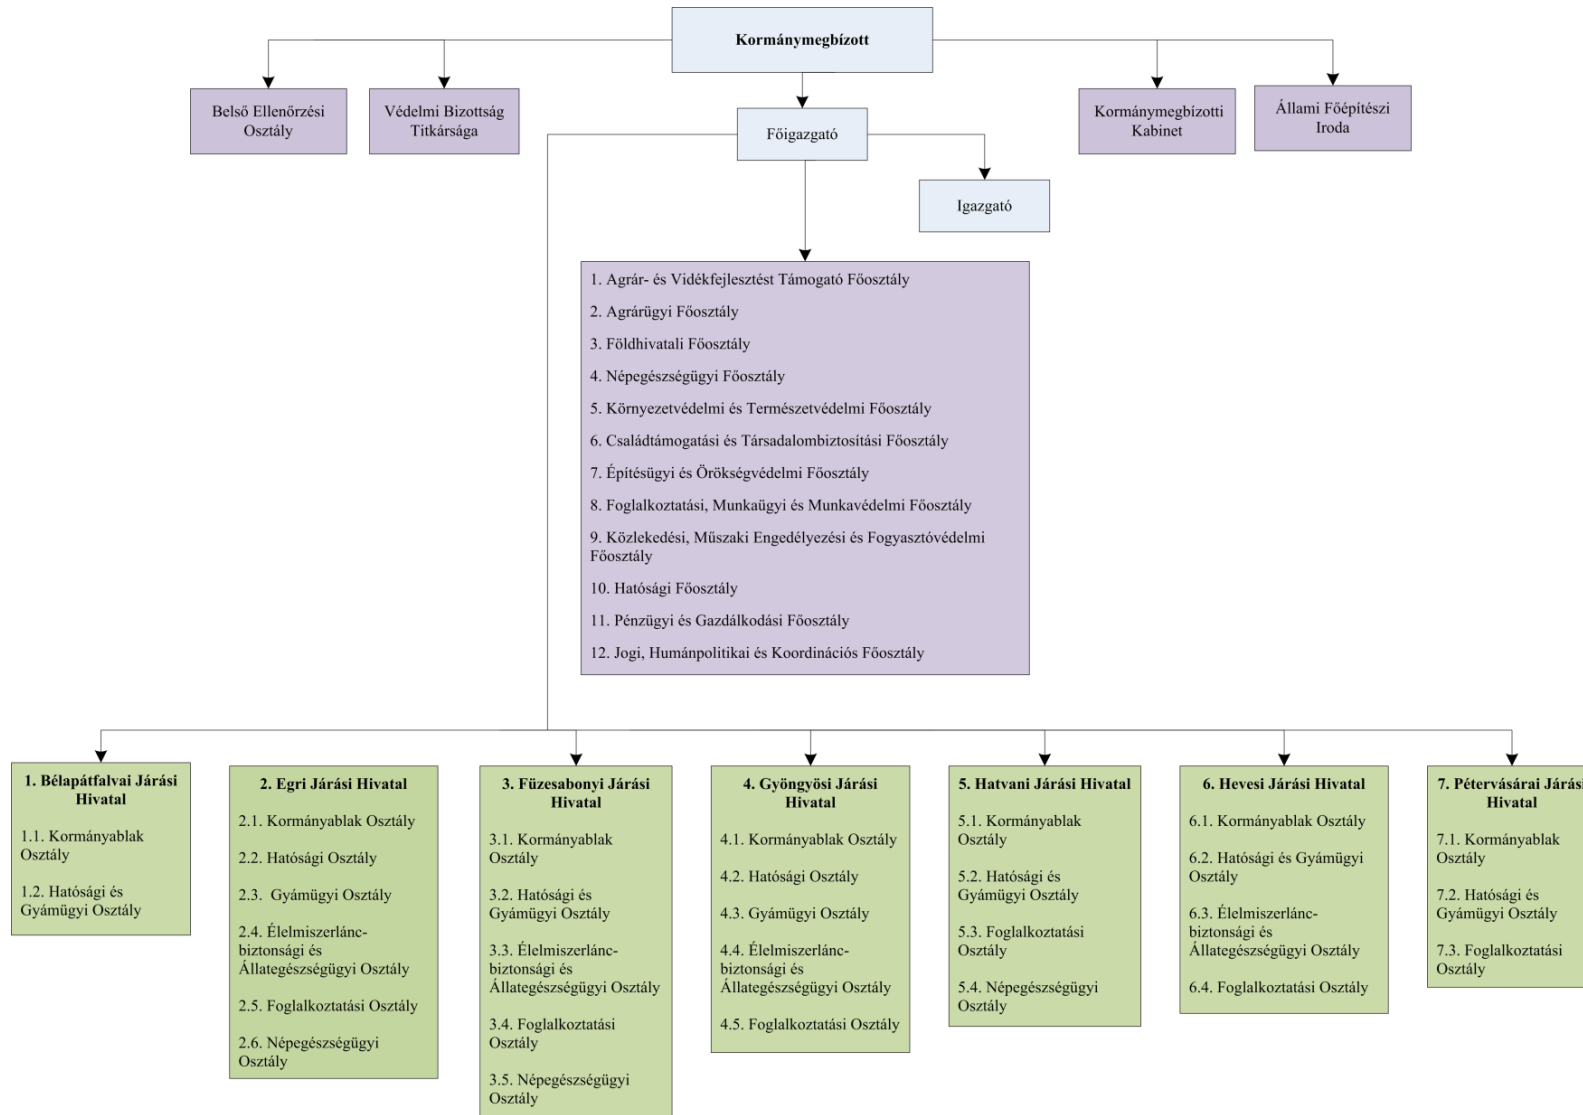 Kormánymegbízott
Belső Ellenőrzési
Osztály
Védelmi Bizottság
Titkársága
Kormánymegbízotti
Kabinet
Állami Főépítészi
Iroda
Főigazgató
Igazgató
1. Agrár- és Vidékfejlesztést Támogató Főosztály
2. Agrárügyi Főosztály
3. Földhivatali Főosztály
4. Népegészségügyi Főosztály
5. Környezetvédelmi és Természetvédelmi Főosztály
6. Családtámogatási és Társadalombiztosítási Főosztály
7. Építésügyi és Örökségvédelmi Főosztály
8. Foglalkoztatási, Munkaügyi és Munkavédelmi Főosztály
9. Közlekedési, Műszaki Engedélyezési és Fogyasztóvédelmi
Főosztály
10. Hatósági Főosztály
11. Pénzügyi és Gazdálkodási Főosztály
12. Jogi, Humánpolitikai és Koordinációs Főosztály
1. Bélapátfalvai Járási
Hivatal
1.1. Kormányablak
Osztály
1.2. Hatósági és
Gyámügyi Osztály
2. Egri Járási Hivatal
2.1. Kormányablak Osztály
2.2. Hatósági Osztály
2.3. Gyámügyi Osztály
2.4. Élelmiszerlánc-
biztonsági és
Állategészségügyi Osztály
2.5. Foglalkoztatási Osztály
2.6. Népegészségügyi
Osztály
3. Füzesabonyi Járási
Hivatal
3.1. Kormányablak
Osztály
3.2. Hatósági és
Gyámügyi Osztály
3.3. Élelmiszerlánc-
biztonsági és
Állategészségügyi Osztály
3.4. Foglalkoztatási
Osztály
3.5. Népegészségügyi
Osztály
4. Gyöngyösi Járási
Hivatal
4.1. Kormányablak Osztály
4.2. Hatósági Osztály
4.3. Gyámügyi Osztály
4.4. Élelmiszerlánc-
biztonsági és
Állategészségügyi Osztály
4.5. Foglalkoztatási Osztály
5. Hatvani Járási Hivatal
5.1. Kormányablak
Osztály
5.2. Hatósági és
Gyámügyi Osztály
5.3. Foglalkoztatási
Osztály
5.4. Népegészségügyi
Osztály
6. Hevesi Járási Hivatal
6.1. Kormányablak Osztály
6.2. Hatósági és Gyámügyi
Osztály
6.3. Élelmiszerlánc-
biztonsági és
Állategészségügyi Osztály
6.4. Foglalkoztatási Osztály
7. Pétervásárai Járási
Hivatal
7.1. Kormányablak
Osztály
7.2. Hatósági és
Gyámügyi Osztály
7.3. Foglalkoztatási
Osztály